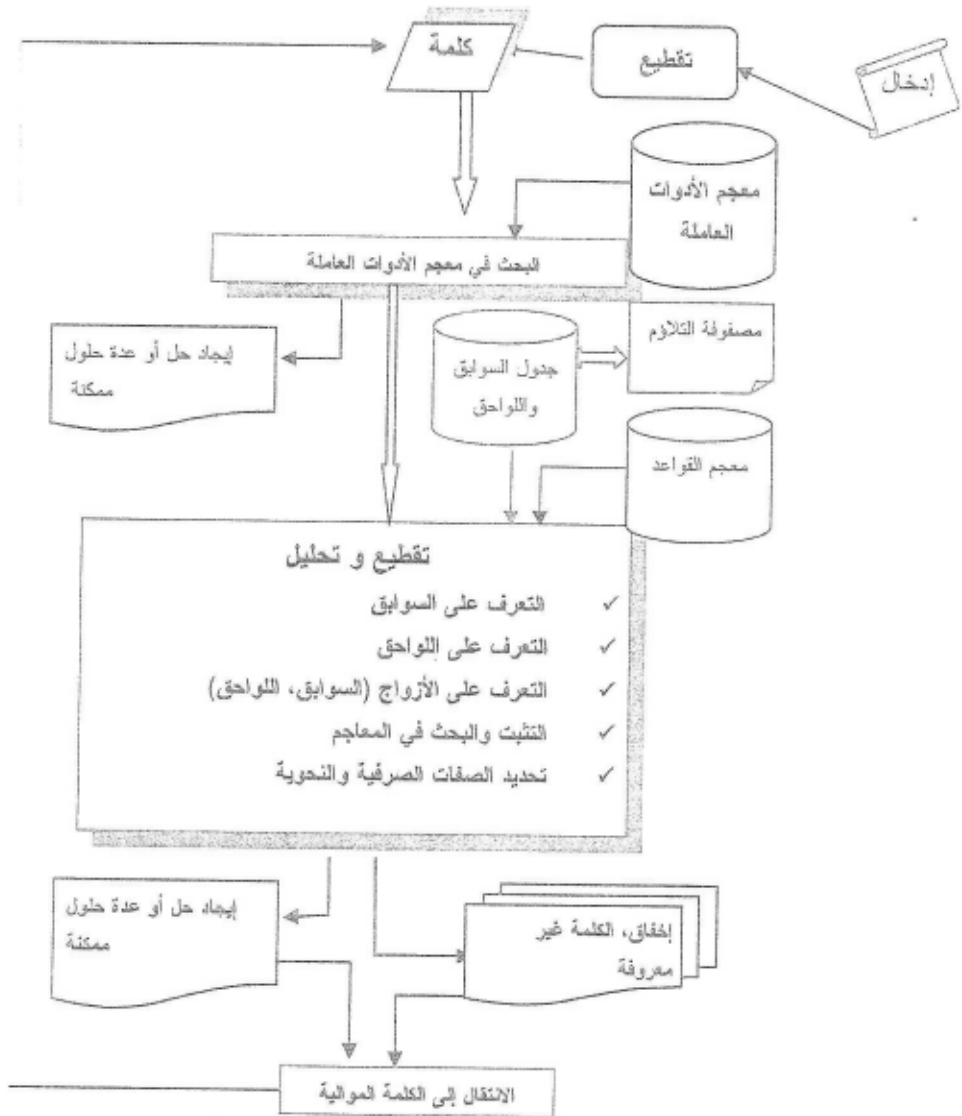 إدخال
تقطيع
كلمة
معجم الأدوات
العاملة
البحث في معجم الأدوات العاملة
إيجاد حل أو عدة حلول
ممكنة
جدول السوابق
واللواحق
مصفوفة التلاؤم
معجم القواعد
تقطيع و تحليل
✓ التعرف على السوابق
✓ التعرف على اللواحق
✓ التعرف على الأزواج (السوابق، اللواحق)
✓ التثبت والبحث في المعاجم
✓ تحديد الصفات الصرفية والنحوية
إيجاد حل أو عدة حلول
ممكنة
إخفاق، الكلمة غير
معروفة
الانتقال إلى الكلمة الموالية